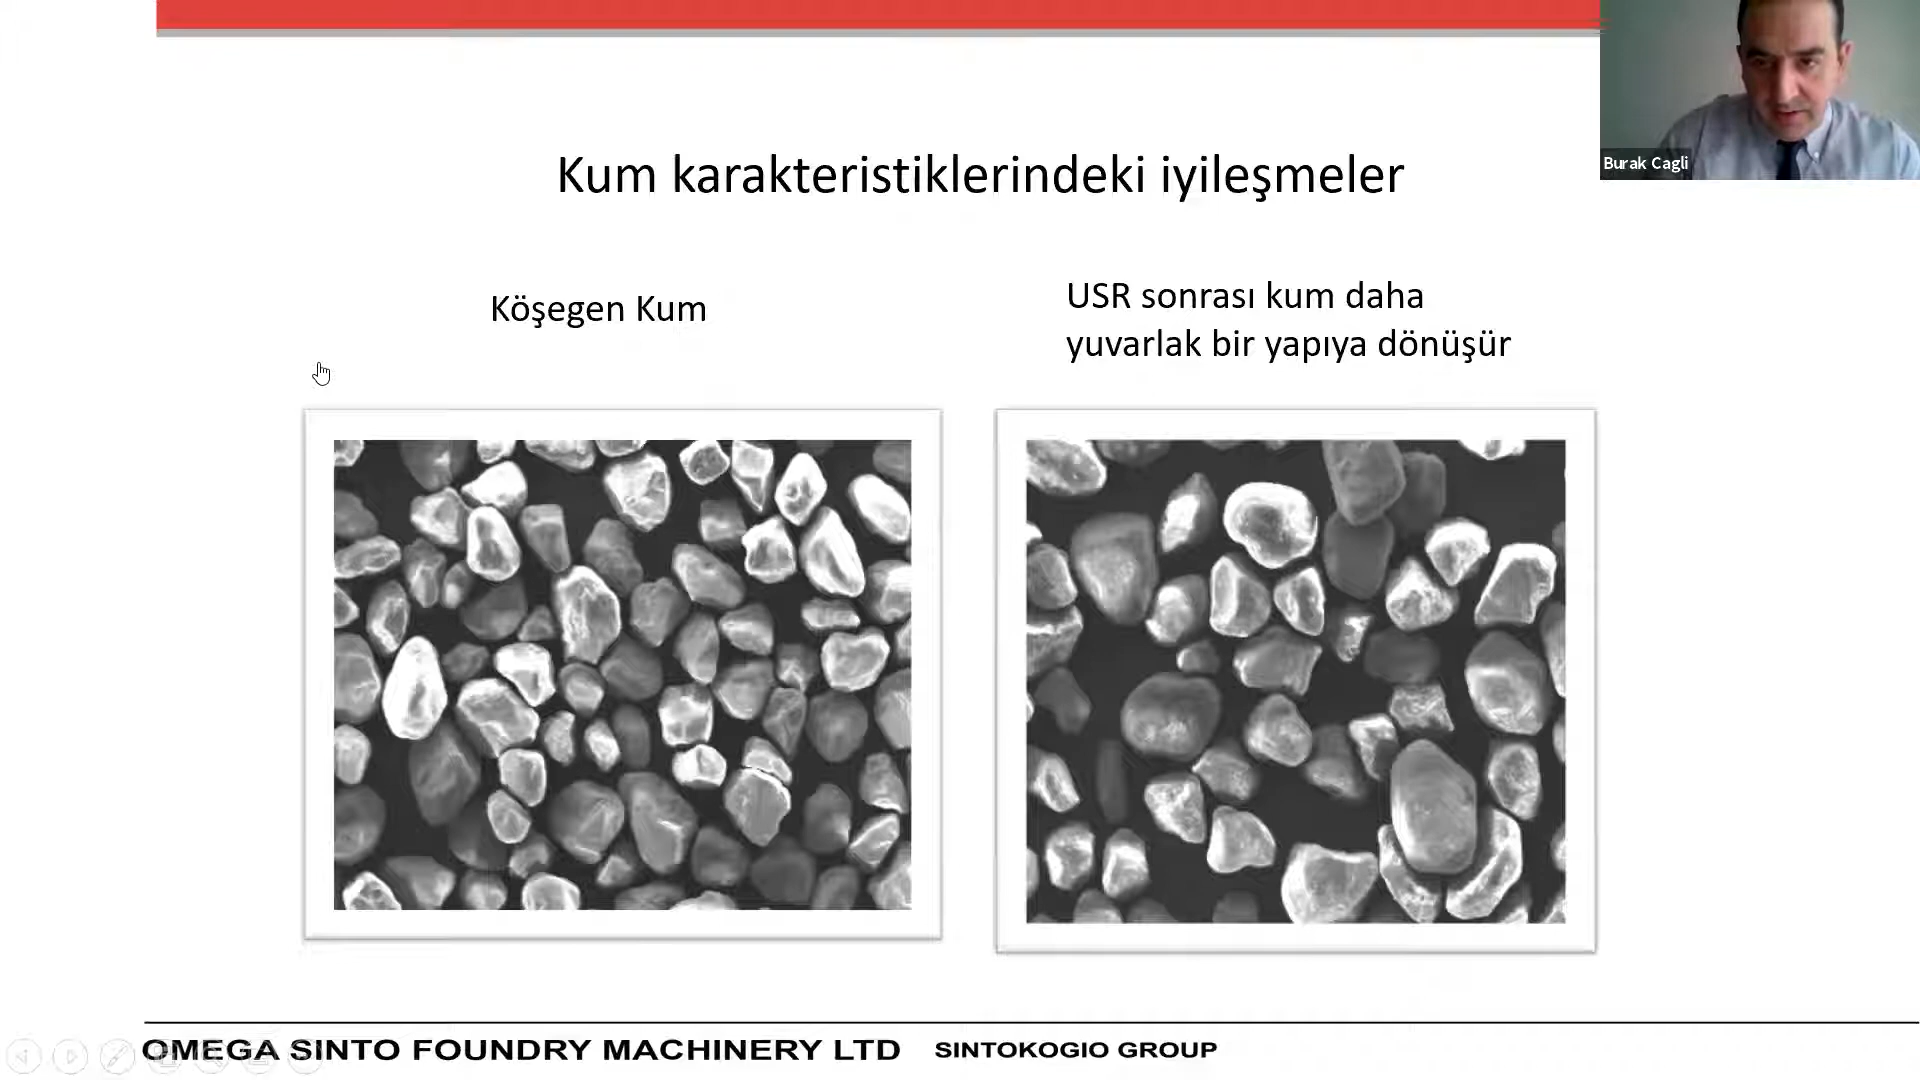 Burak Cagli
Kum karakteristiklerindeki iyileşmeler
Köşegen Kum
USR sonrası kum daha
yuvarlak bir yapıya dönüşür
OMEGA SINTO FOUNDRY MACHINERY LTD SINTOKOGIO GROUP